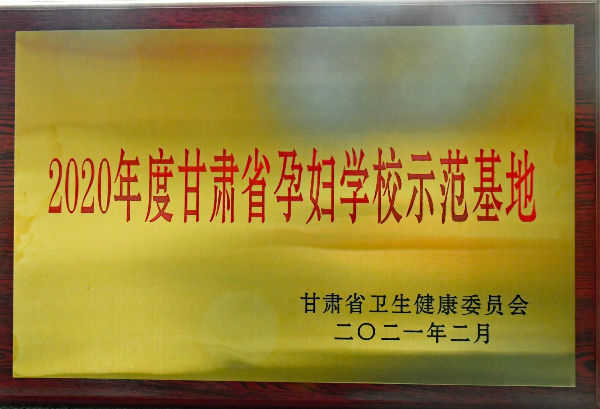 2020年度甘肃省孕妇学校示范基地
甘肃省卫生健康委员会
二〇二一年二月